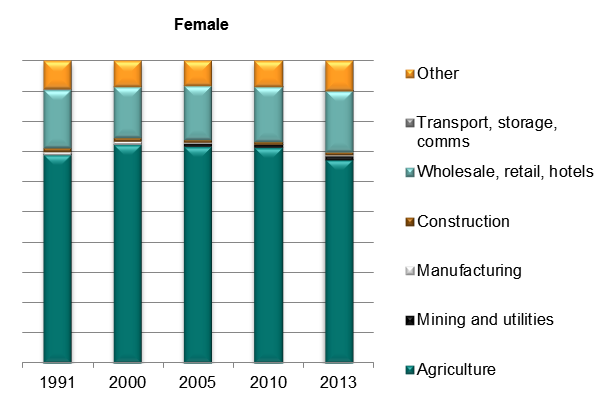 Female
Other
Transport, storage,
comms
Wholesale, retail, hotels
Construction
Manufacturing
Mining and utilities
Agriculture
1991 2000 2005 2010 2013